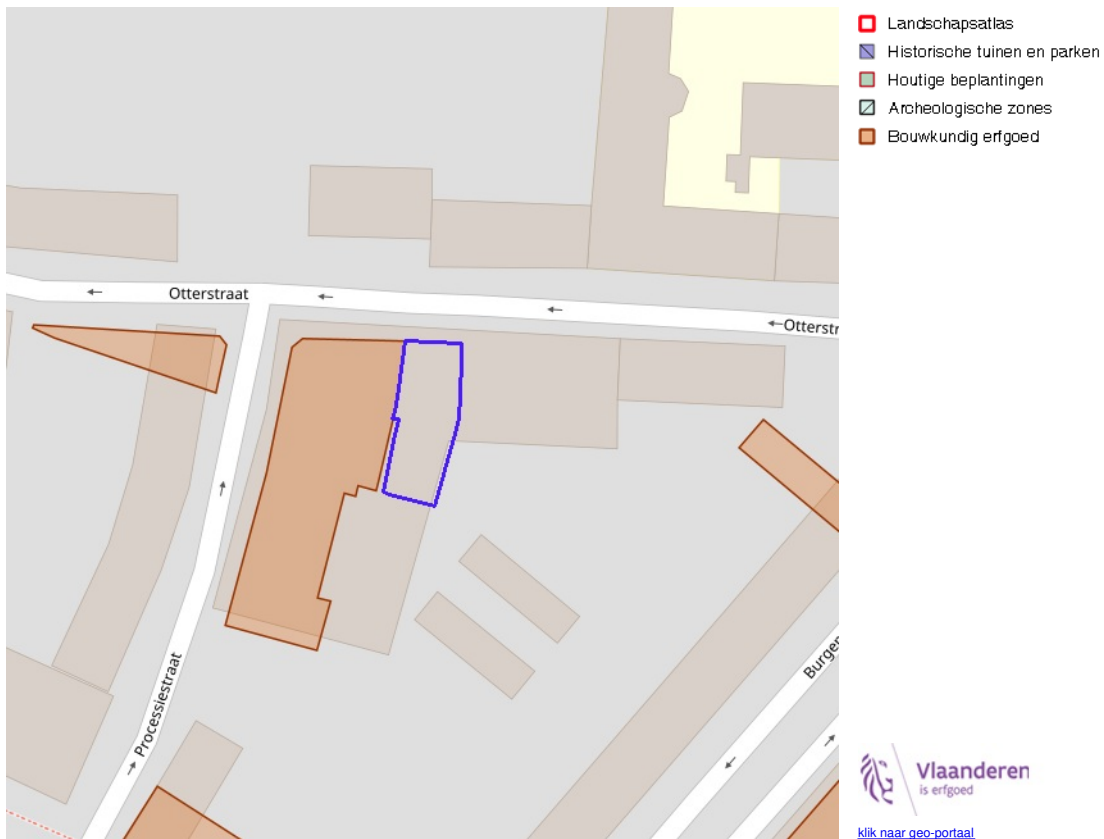 Landschapsatlas
Historische tuinen en parken
Houtige beplantingen
Archeologische zones
Bouwkundig erfgoed
Otterstraat
Otterstr
Processiestraat
Burgen
Vlaanderen
is erfgoed
klik naar geo-portaal